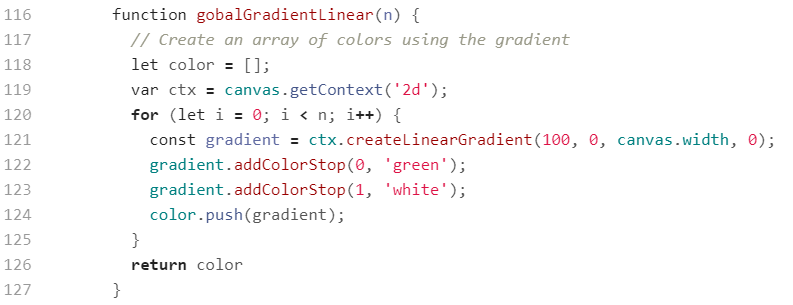 116 function gobalGradientLinear(n) {
117 // Create an array of colors using the gradient
118 let color = [];
119 var ctx = canvas.getContext('2d');
120 for (let i = 0; i < n; i++) {
121 const gradient = ctx.createLinearGradient(100, 0, canvas.width, 0);
122 gradient.addColorStop(0, 'green');
123 gradient.addColorStop(1, 'white');
124 color.push(gradient);
125 }
126 return color
127 }